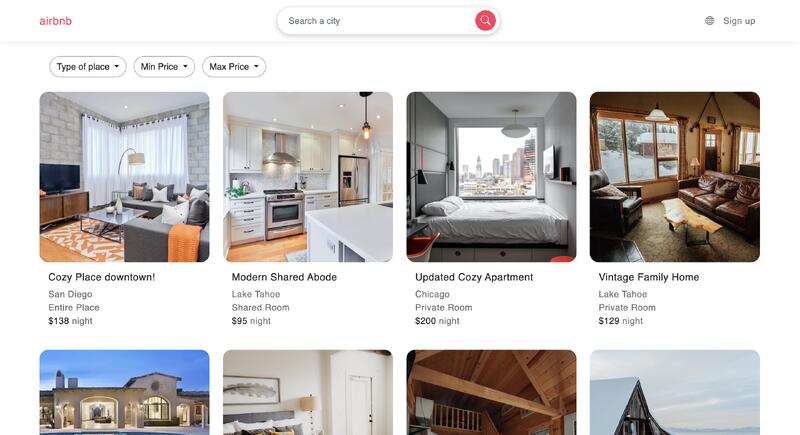 airbnb
Search a city
Sign up
Type of place
Min Price
Max Price
Cozy Place downtown!
San Diego
Entire Place
$138 night
Modern Shared Abode
Lake Tahoe
Shared Room
$95 night
Updated Cozy Apartment
Chicago
Private Room
$200 night
Vintage Family Home
Lake Tahoe
Private Room
$129 night